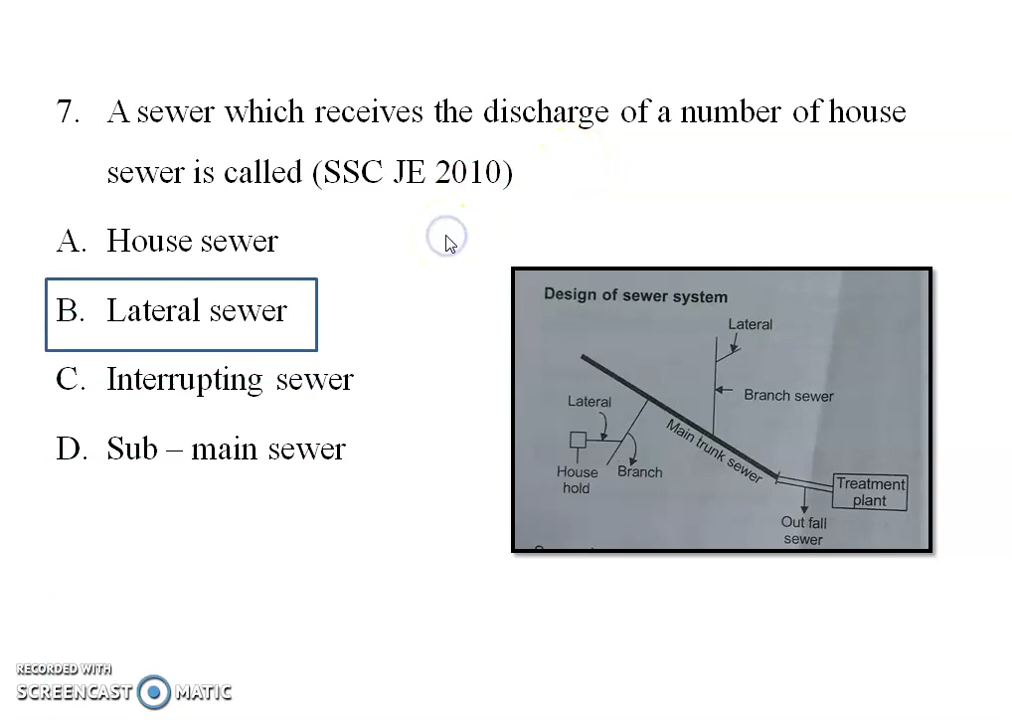 7. A sewer which receives the discharge of a number of house
sewer is called (SSC JE 2010)
A. House sewer
B. Lateral sewer
C. Interrupting sewer
D. Sub – main sewer
Design of sewer system
Lateral
Branch sewer
Lateral
Main trunk sewer
House
hold
Branch
Treatment
plant
Out fall
sewer
RECORDED WITH
SCREENCAST MATIC